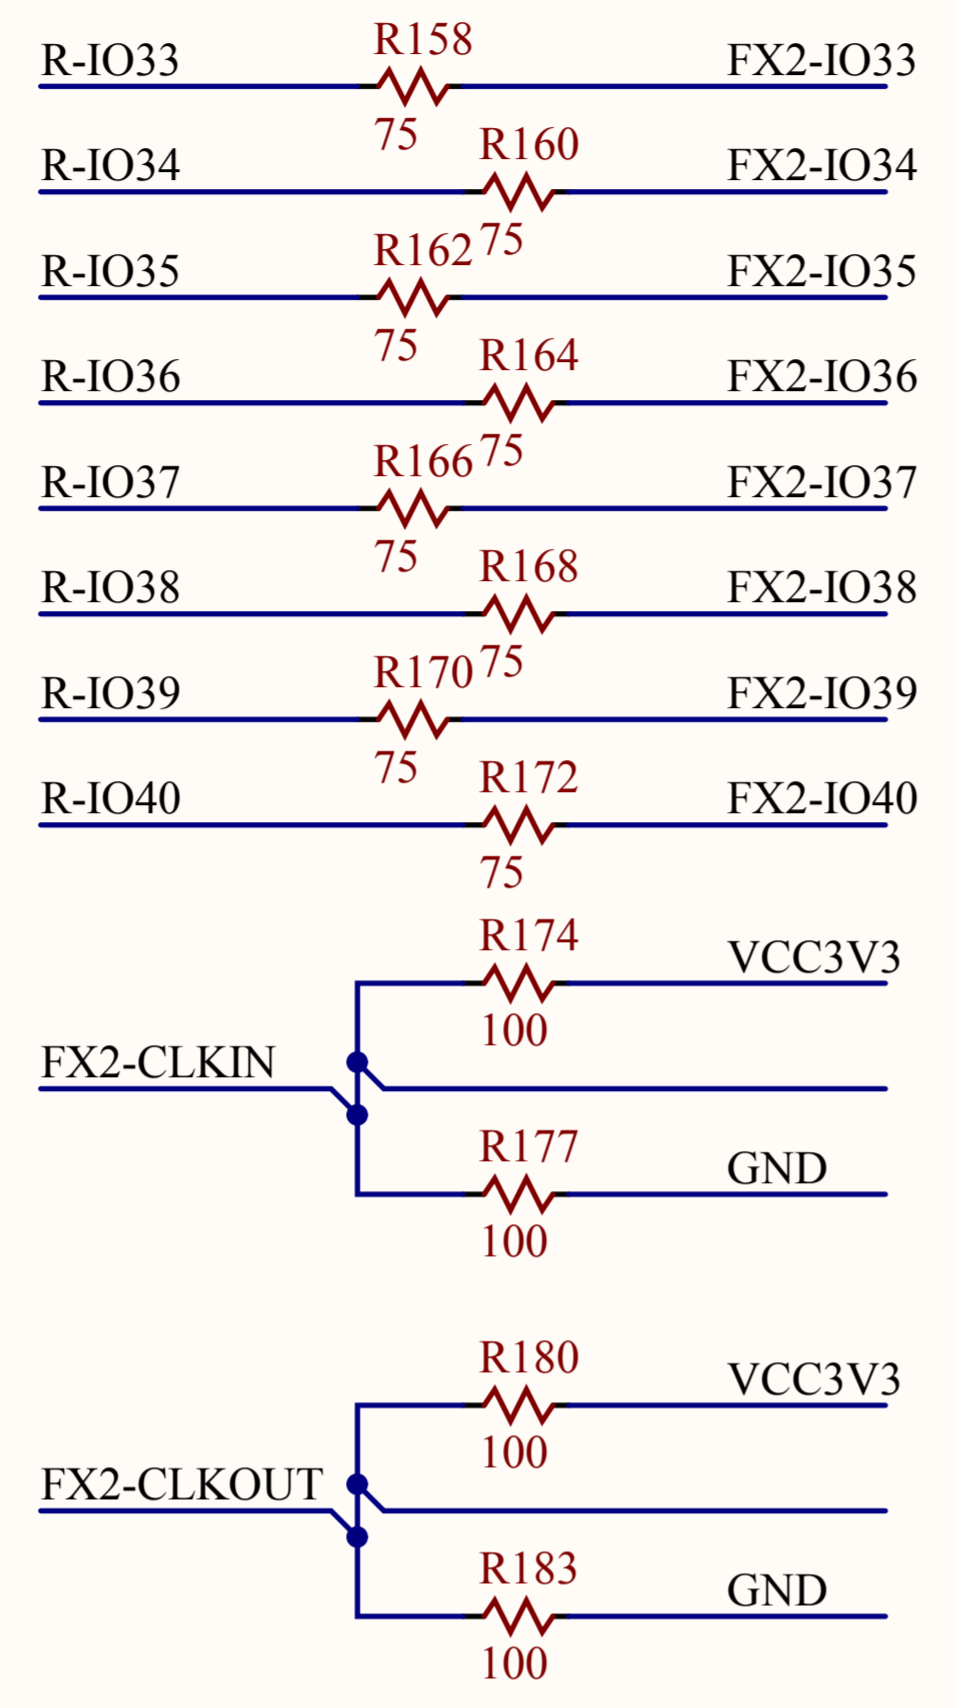 R-IO33 R158 FX2-IO33
75
R-IO34 R160 FX2-IO34
75
R-IO35 R162 FX2-IO35
75
R-IO36 R164 FX2-IO36
75
R-IO37 R166 FX2-IO37
75
R-IO38 R168 FX2-IO38
75
R-IO39 R170 FX2-IO39
75
R-IO40 R172 FX2-IO40
75
R174 VCC3V3
100
FX2-CLKIN
R177 GND
100
R180 VCC3V3
100
FX2-CLKOUT
R183 GND
100